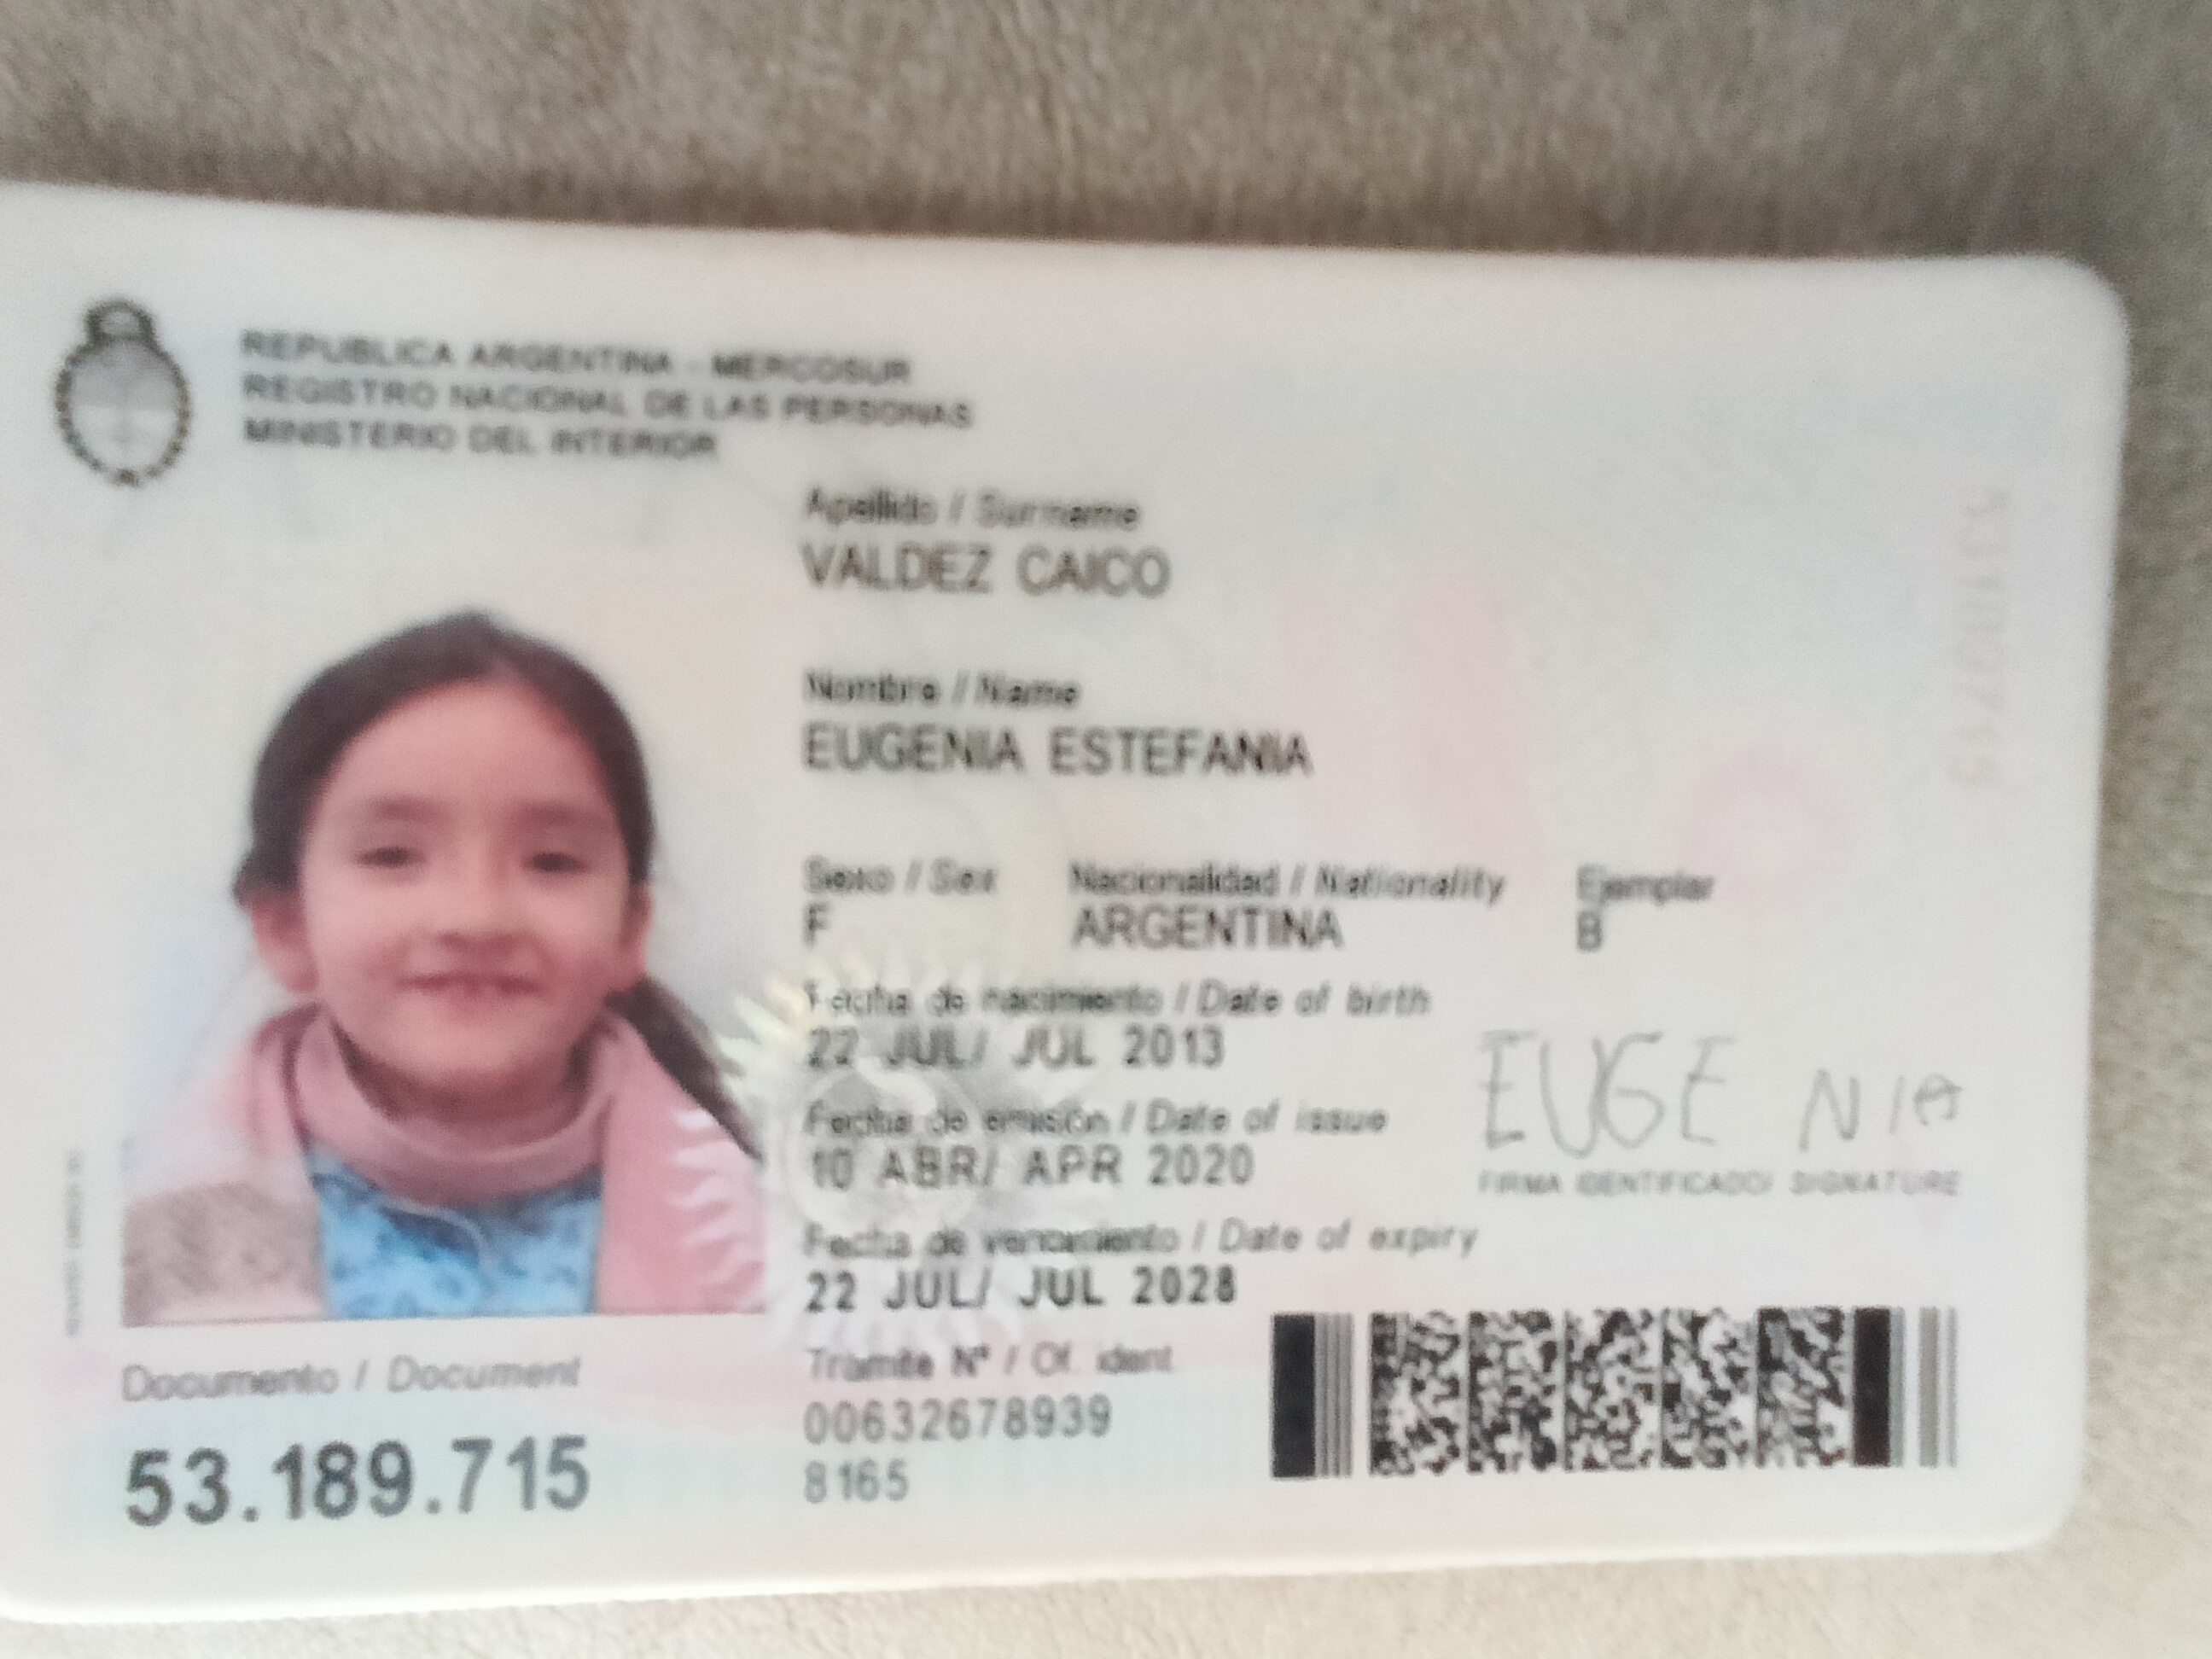 REPUBLICA ARGENTINA - MERCOSUR
REGISTRO NACIONAL DE LAS PERSONAS
MINISTERIO DEL INTERIOR
Apellido / Surname
VALDEZ CAICO
Nombre / Name
EUGENIA ESTEFANIA
Sexo / Sex Nacionalidad / Nationality Ejemplar
F ARGENTINA B
Fecha de nacimiento / Date of birth
22 JUL/ JUL 2013
Fecha de emisión / Date of issue
10 ABR/ APR 2020
EUGENIA
FIRMA IDENTIFICADO/ SIGNATURE
Fecha de vencimiento / Date of expiry
22 JUL/ JUL 2028
Tramite Nº / Of. ident.
00632678939
8165
Documento / Document
53.189.715